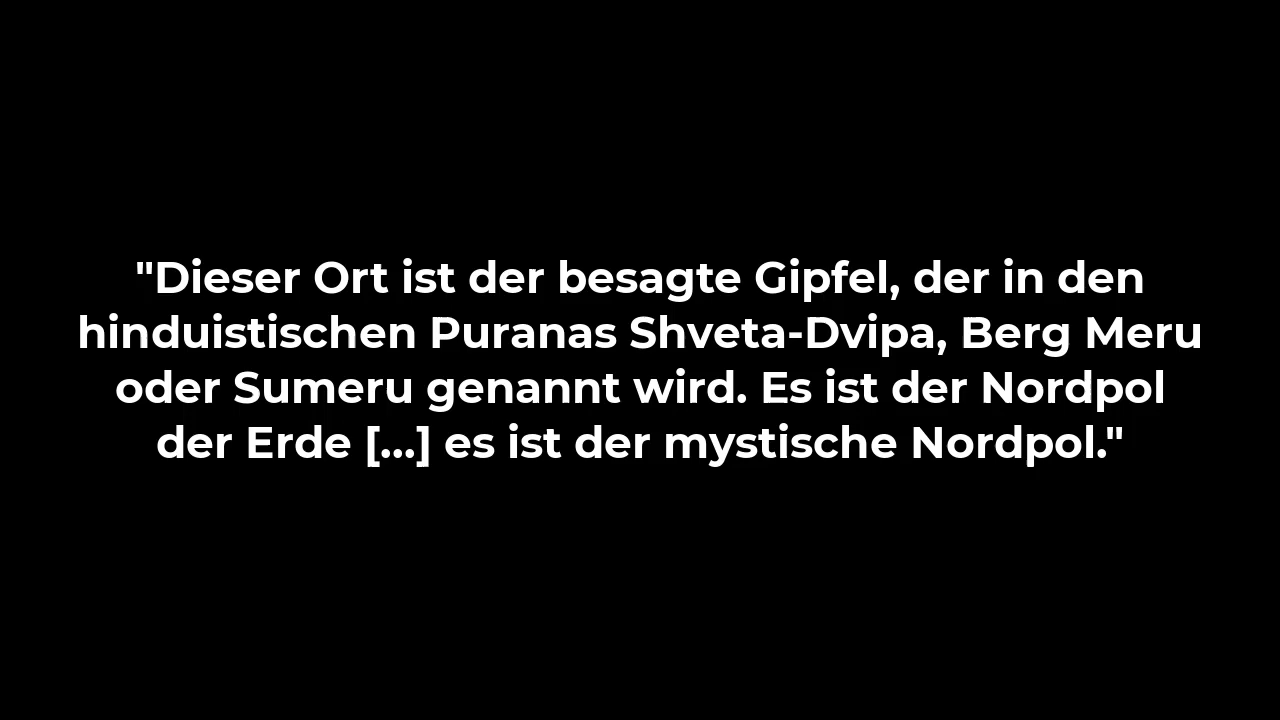 "Dieser Ort ist der besagte Gipfel, der in den
hinduistischen Puranas Shveta-Dvipa, Berg Meru
oder Sumeru genannt wird. Es ist der Nordpol
der Erde [...] es ist der mystische Nordpol."